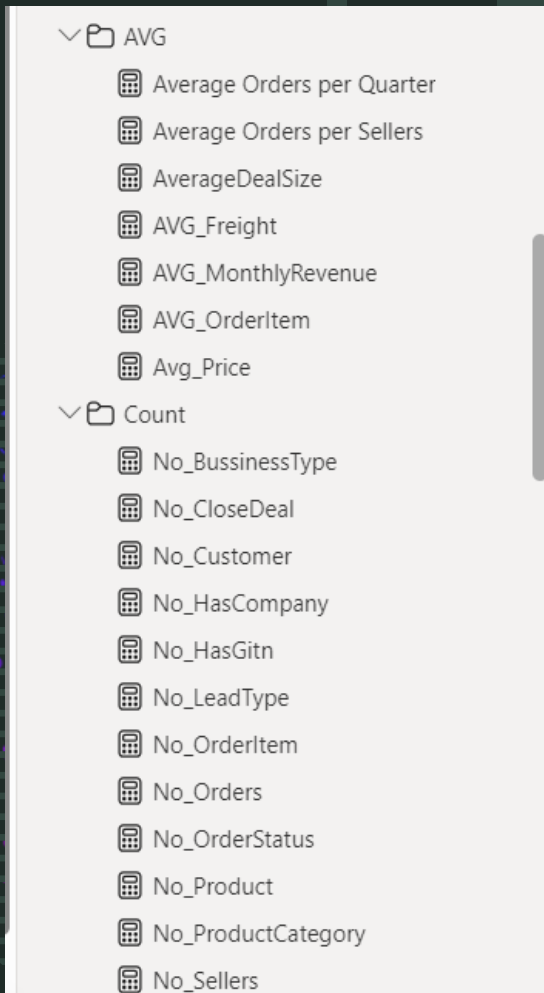 AVG
Average Orders per Quarter
Average Orders per Sellers
AverageDealSize
AVG_Freight
AVG_MonthlyRevenue
AVG_OrderItem
Avg_Price
Count
No_BussinessType
No_CloseDeal
No_Customer
No_HasCompany
No_HasGitn
No_LeadType
No_OrderItem
No_Orders
No_OrderStatus
No_Product
No_ProductCategory
No_Sellers